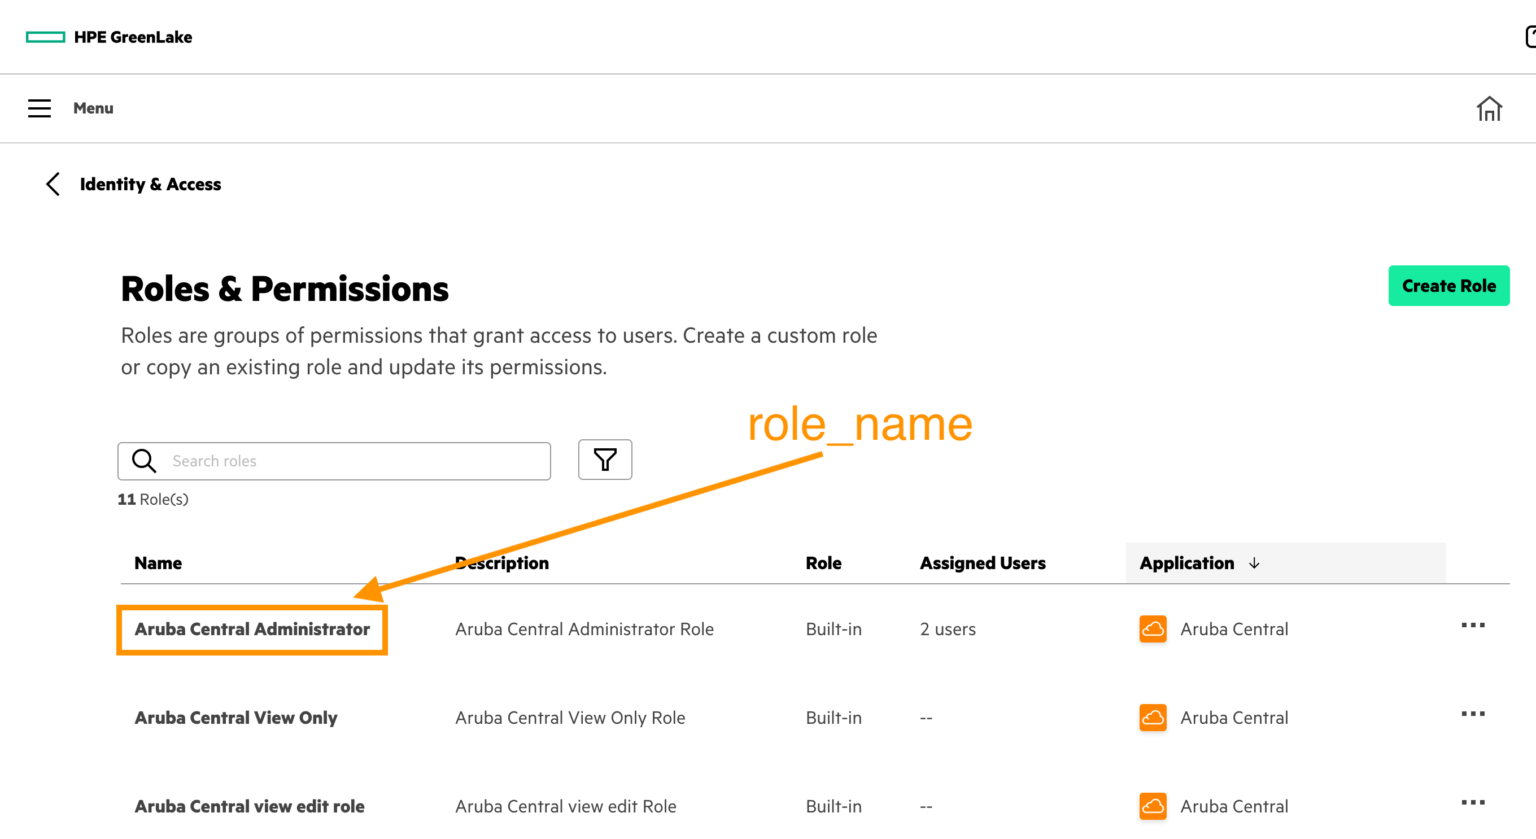 HPE GreenLake
Menu
Identity & Access
Roles & Permissions
Create Role
Roles are groups of permissions that grant access to users. Create a custom role
or copy an existing role and update its permissions.
role_name
Search roles
11 Role(s)
Name Description Role Assigned Users Application ↓
Aruba Central Administrator Aruba Central Administrator Role Built-in 2 users Aruba Central ...
Aruba Central View Only Aruba Central View Only Role Built-in -- Aruba Central ...
Aruba Central view edit role Aruba Central view edit Role Built-in -- Aruba Central ...